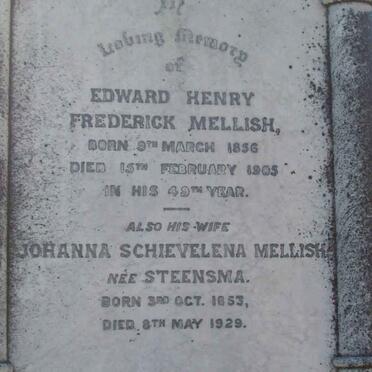 In
Loving Memory
of
EDWARD HENRY
FREDERICK MELLISH,
BORN 9TH MARCH 1856
DIED 15TH FEBRUARY 1905
IN HIS 49TH YEAR.
ALSO HIS WIFE
JOHANNA SCHIEVELENA MELLISH
NÉE STEENSMA.
BORN 3RD OCT. 1853,
DIED 8TH MAY 1929.